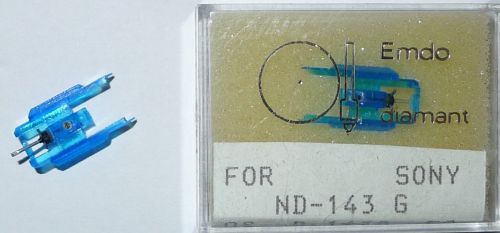 Emdo
diamant
FOR SONY
ND-143 G